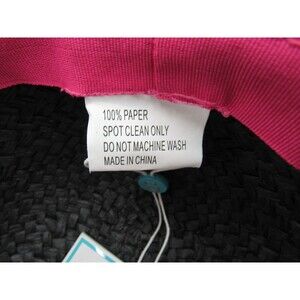 100% PAPER
SPOT CLEAN ONLY
DO NOT MACHINE WASH
MADE IN CHINA